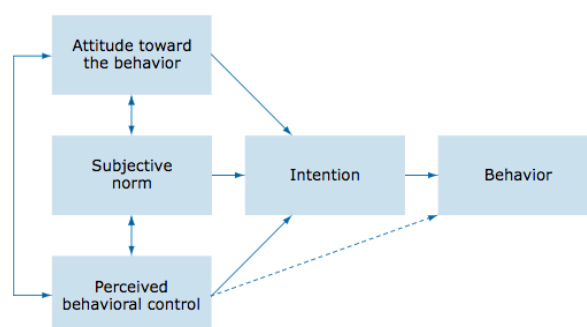 Attitude toward
the behavior
Subjective
norm
Intention
Behavior
Perceived
behavioral control